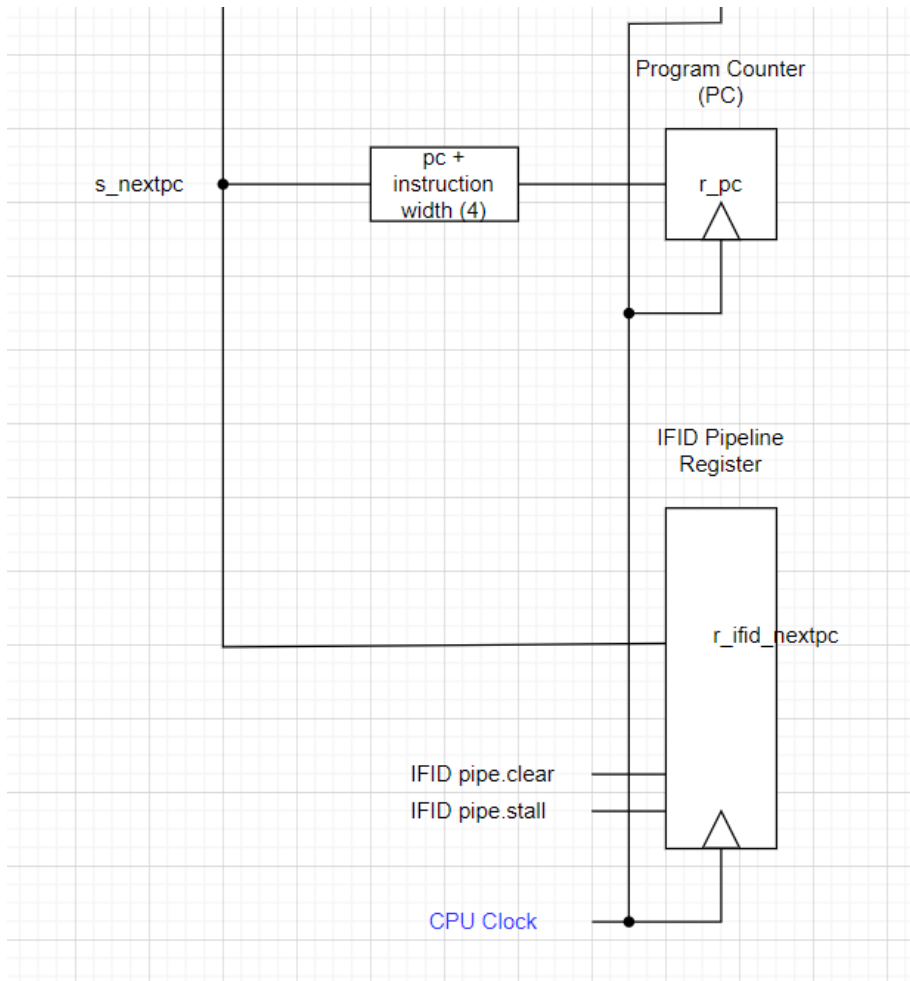 Program Counter
(PC)
pc +
instruction
width (4)
s_nextpc
r_pc
IFID Pipeline
Register
r_ifid_nextpc
IFID pipe.clear
IFID pipe.stall
CPU Clock